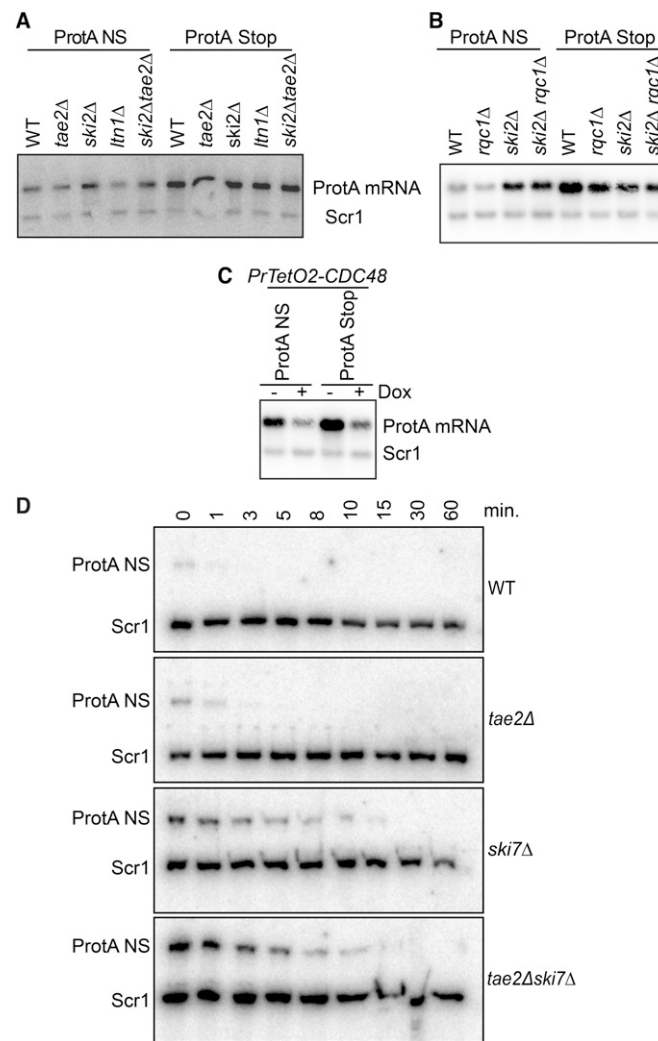 A
ProtA NS
ProtA Stop
WT
tae2Δ
ski2Δ
ltn1Δ
ski2Δtae2Δ
WT
tae2Δ
ski2Δ
ltn1Δ
ski2Δtae2Δ
ProtA mRNA
Scr1
B
ProtA NS
ProtA Stop
WT
rqc1Δ
ski2Δ
ski2Δ rqc1Δ
WT
rqc1Δ
ski2Δ
ski2Δ rqc1Δ
C
PrTetO2-CDC48
ProtA NS
ProtA Stop
- + - + Dox
ProtA mRNA
Scr1
D
0 1 3 5 8 10 15 30 60 min.
ProtA NS
WT
Scr1
ProtA NS
tae2Δ
Scr1
ProtA NS
ski7Δ
Scr1
ProtA NS
tae2Δski7Δ
Scr1